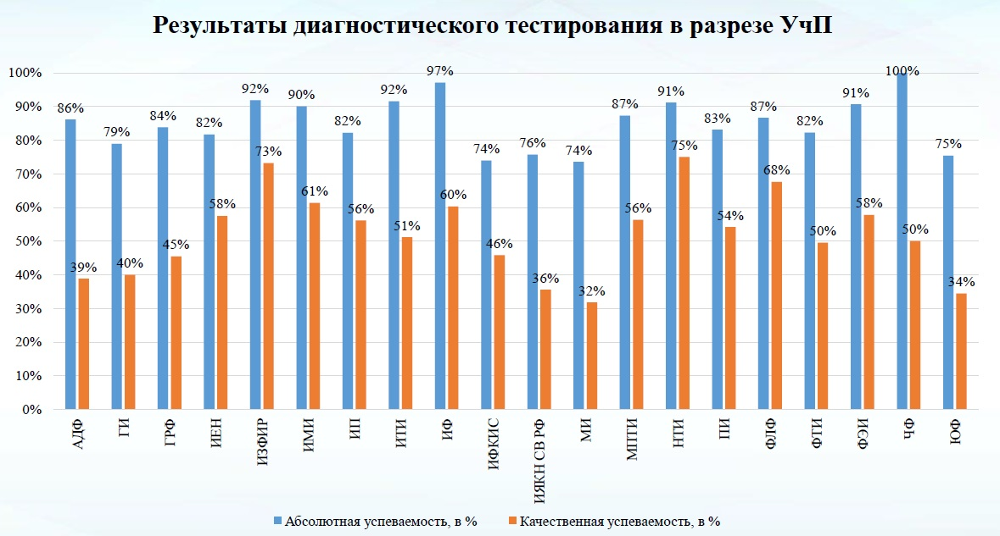 Результаты диагностического тестирования в разрезе УчП
100%
90%
80%
70%
60%
50%
40%
30%
20%
10%
0%
86% 79% 84% 82% 92% 90% 82% 92% 97% 74% 76% 74% 87% 91% 83% 87% 82% 91% 100% 75%
39% 40% 45% 58% 73% 61% 56% 51% 60% 46% 36% 32% 56% 75% 54% 68% 50% 58% 50% 34%
АДФ
ГИ
ГРФ
ИЕН
ИЗФИР
ИМИ
ИП
ИТИ
ИФ
ИФКИС
ИЯКН СВ РФ
МИ
МПТИ
НТИ
ПИ
ФЛФ
ФТИ
ФЭИ
ЧФ
ЮФ
Абсолютная успеваемость, в % Качественная успеваемость, в %